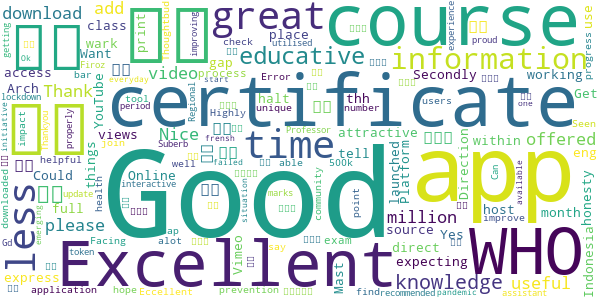 download
add
great
course
class
print
Thoughtbud
improving
place
experience
use
getting
Ok
Firoz
wark
educative
check
utilised
proud
information
progress
Want
gap
Secondly
working
bar
video
process
start
Error
access
Thank
YouTube
tool
everyday
Get
Arch
certificate
period
halt
thh
unique
number
users
one
join
Regional
Highly
frensh
Professor
lockdown
initiative
impact
Thankyou
properly
views
Nice
time
attractive
Suberb
tell
launched
Platform
offered
eng
Seen
within
Direction
app
failed
500k
Can
available
less
Could
things
Online
well
able
community
month
Indonesia
honesty
helpful
please
full
interactive
situation
marks
million
host
improve
downloaded
health
Good
Vimeo
exam
point
source
Yes
direct
expecting
WHO
update
Facing
alot
ap
Gd
emerging
express
token
Excellent
Mast
knowledge
useful
application
hope
Eccellent
prevention
say
find
recommended
pandemic
assistant